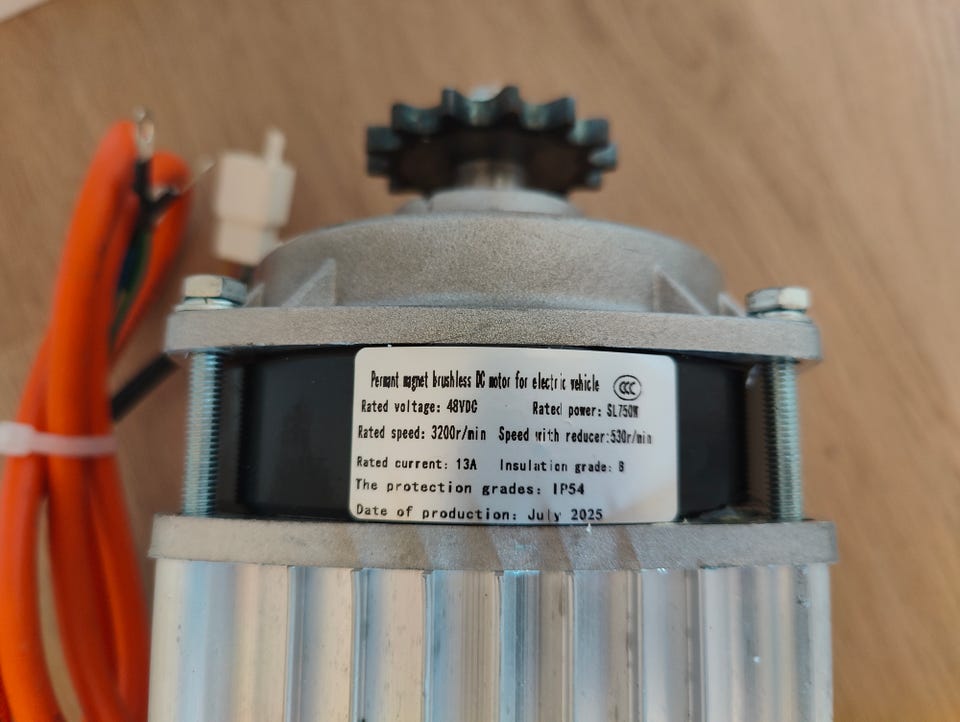 Permant magnet brushless DC motor for electric vehicle CCC
Rated voltage: 48VDC Rated power: SL750W
Rated speed: 3200r/min Speed with reducer:530r/min
Rated current: 13A Insulation grade: B
The protection grades: IP54
Date of production: July 2025